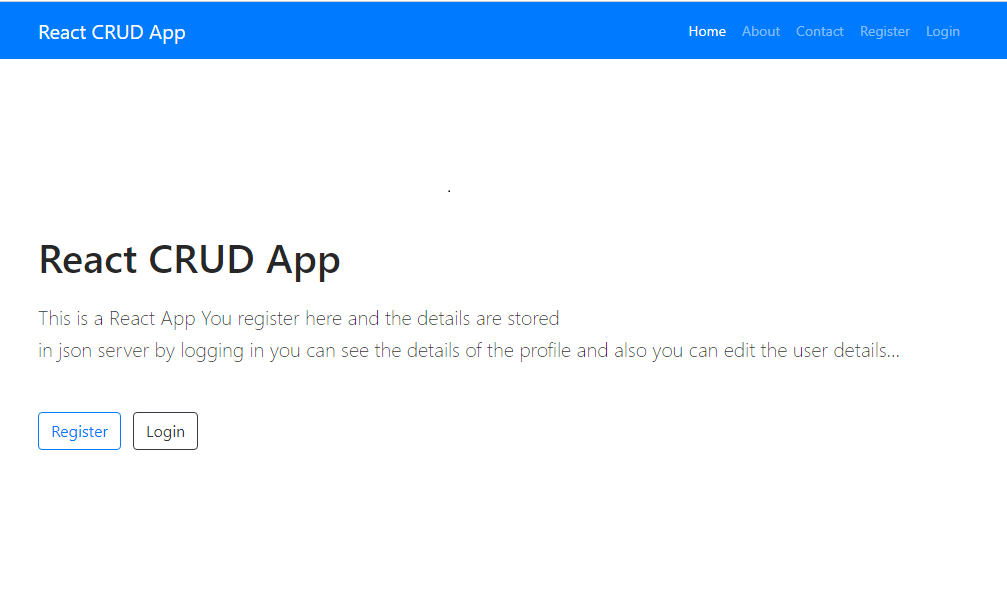 React CRUD App
Home About Contact Register Login
.
React CRUD App
This is a React App You register here and the details are stored
in json server by logging in you can see the details of the profile and also you can edit the user details...
Register Login